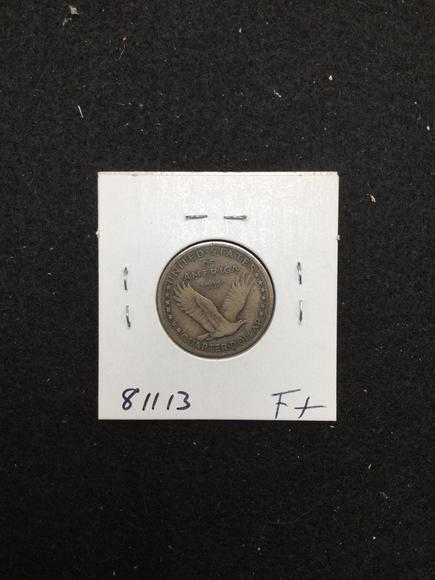 UNITED·STATES
OF
AMERICA
QUARTER·DOLLAR
81113 F+